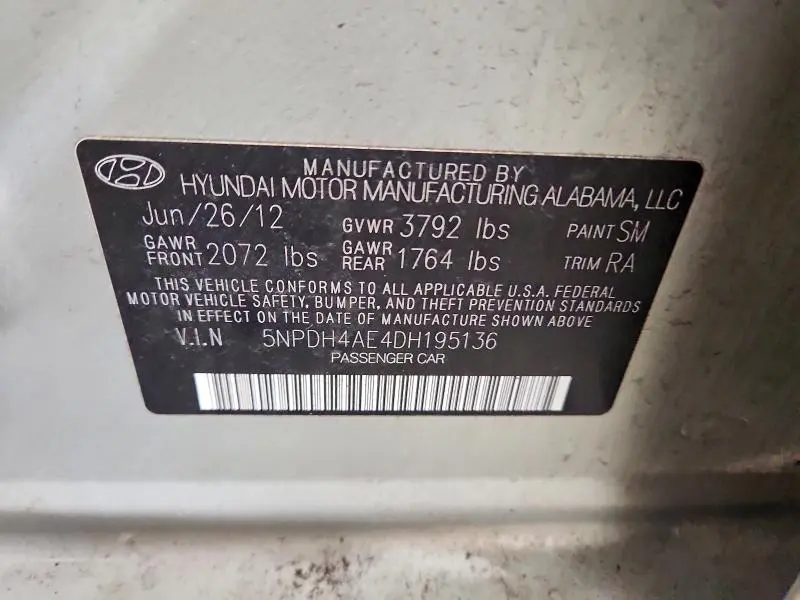 MANUFACTURED BY
HYUNDAI MOTOR MANUFACTURING ALABAMA, LLC
Jun/26/12 GVWR 3792 lbs PAINT SM
GAWR FRONT 2072 lbs GAWR REAR 1764 lbs TRIM RA
THIS VEHICLE CONFORMS TO ALL APPLICABLE U.S.A. FEDERAL
MOTOR VEHICLE SAFETY, BUMPER, AND THEFT PREVENTION STANDARDS
IN EFFECT ON THE DATE OF MANUFACTURE SHOWN ABOVE
V.I.N 5NPDH4AE4DH195136
PASSENGER CAR